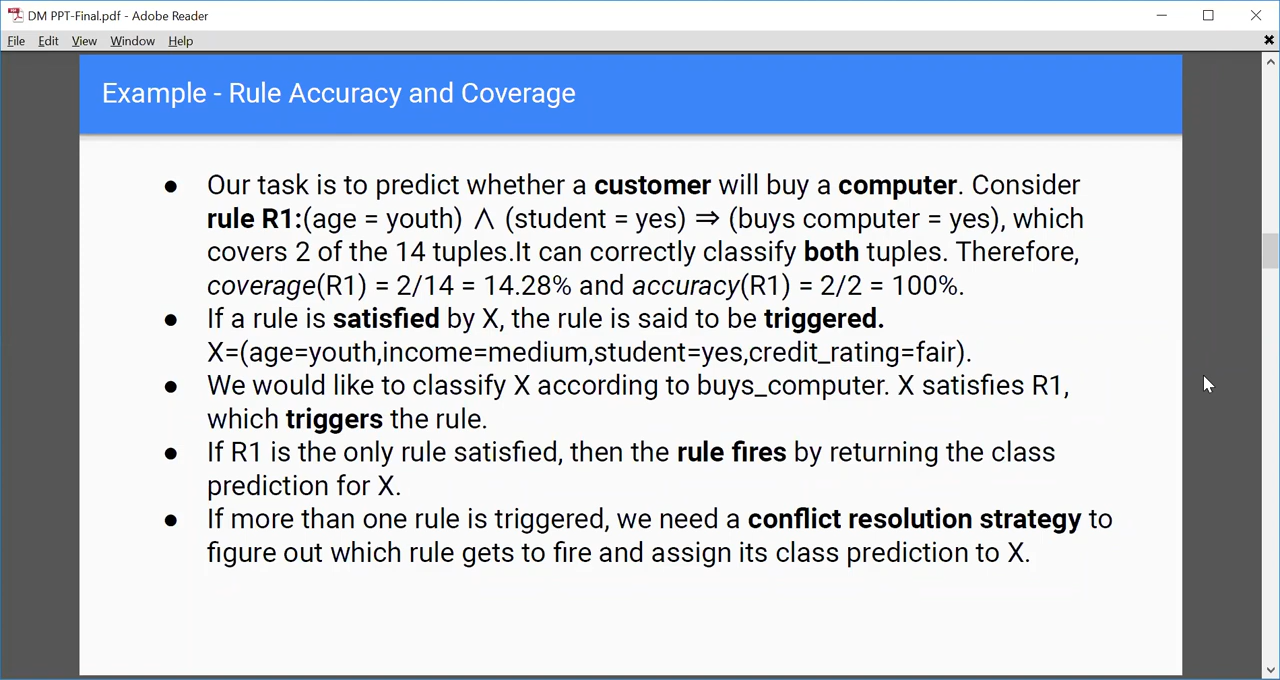 DM PPT-Final.pdf - Adobe Reader
File Edit View Window Help
Example - Rule Accuracy and Coverage
● Our task is to predict whether a customer will buy a computer. Consider
rule R1:(age = youth) ∧ (student = yes) ⇒ (buys computer = yes), which
covers 2 of the 14 tuples.It can correctly classify both tuples. Therefore,
coverage(R1) = 2/14 = 14.28% and accuracy(R1) = 2/2 = 100%.
● If a rule is satisfied by X, the rule is said to be triggered.
X=(age=youth,income=medium,student=yes,credit_rating=fair).
● We would like to classify X according to buys_computer. X satisfies R1,
which triggers the rule.
● If R1 is the only rule satisfied, then the rule fires by returning the class
prediction for X.
● If more than one rule is triggered, we need a conflict resolution strategy to
figure out which rule gets to fire and assign its class prediction to X.